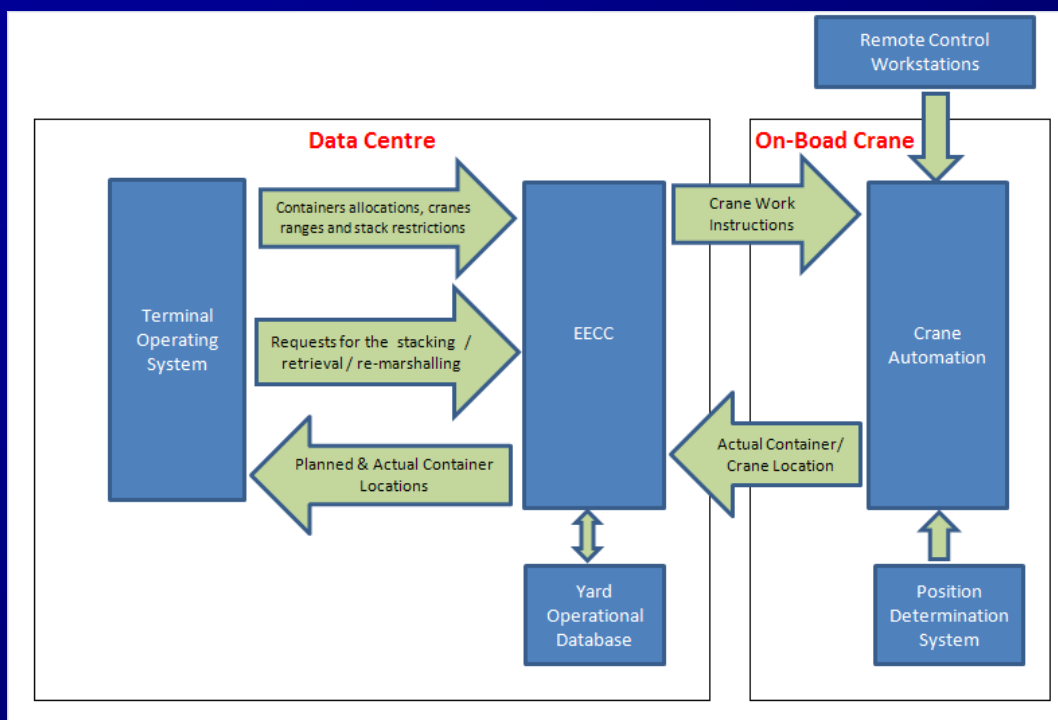 Remote Control
Workstations
Data Centre
On-Boad Crane
Containers allocations, cranes
ranges and stack restrictions
Crane Work
Instructions
Terminal
Operating
System
Requests for the stacking /
retrieval / re-marshalling
EECC
Crane
Automation
Planned & Actual Container
Locations
Actual Container/
Crane Location
Yard
Operational
Database
Position
Determination
System